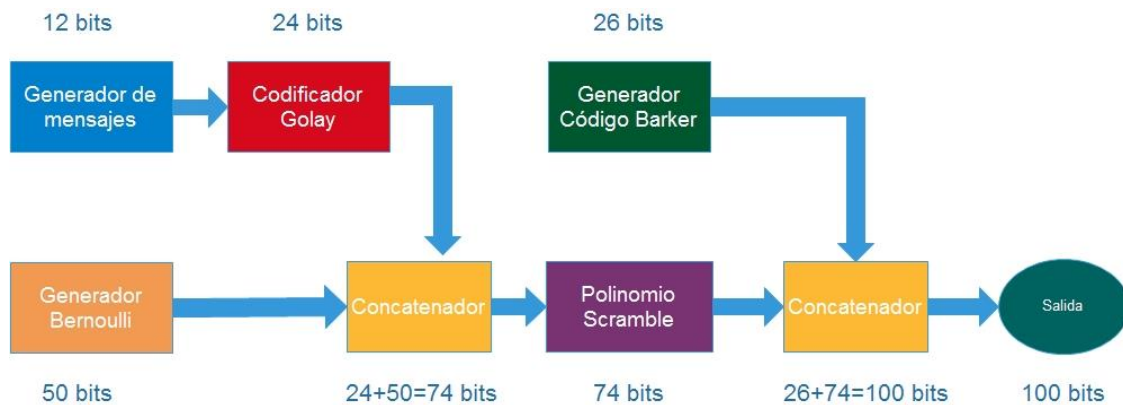 12 bits
24 bits
26 bits
Generador de
mensajes
Codificador
Golay
Generador
Código Barker
Generador
Bernoulli
Concatenador
Polinomio
Scramble
Concatenador
Salida
50 bits
24+50=74 bits
74 bits
26+74=100 bits
100 bits